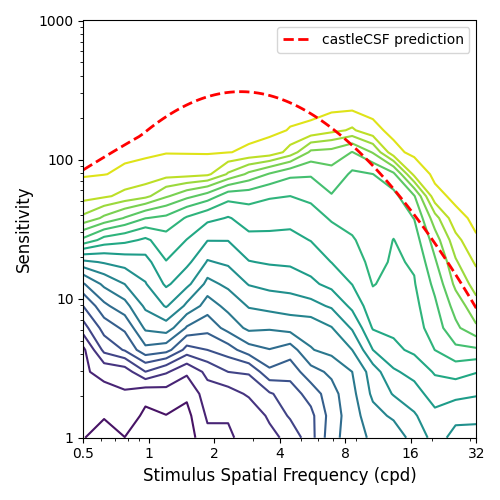 1000
castleCSF prediction
100
Sensitivity
10
1
0.5 1 2 4 8 16 32
Stimulus Spatial Frequency (cpd)